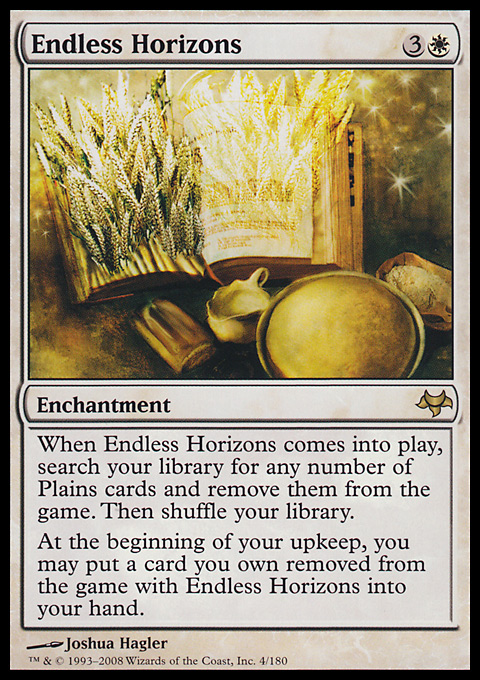 Endless Horizons 3
Enchantment
When Endless Horizons comes into play,
search your library for any number of
Plains cards and remove them from the
game. Then shuffle your library.
At the beginning of your upkeep, you
may put a card you own removed from
the game with Endless Horizons into
your hand.
Joshua Hagler
™ & © 1993–2008 Wizards of the Coast, Inc. 4/180